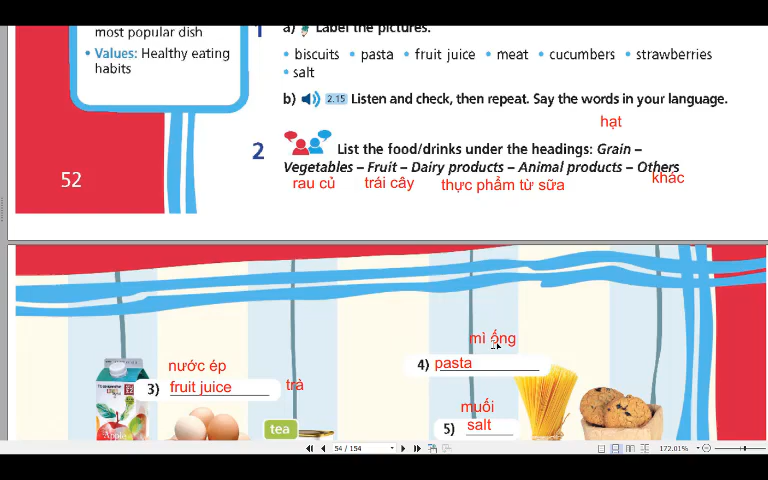 most popular dish
• Values: Healthy eating
habits
52
1 a) Label the pictures.
• biscuits • pasta • fruit juice • meat • cucumbers • strawberries
• salt
b) 2.15 Listen and check, then repeat. Say the words in your language.
hạt
2 List the food/drinks under the headings: Grain –
Vegetables – Fruit – Dairy products – Animal products – Others
rau củ trái cây thực phẩm từ sữa khác
mì ống
nước ép
4) pasta
3) fruit juice trà
muối
5) salt
tea
Apple
54 / 154
172.01%